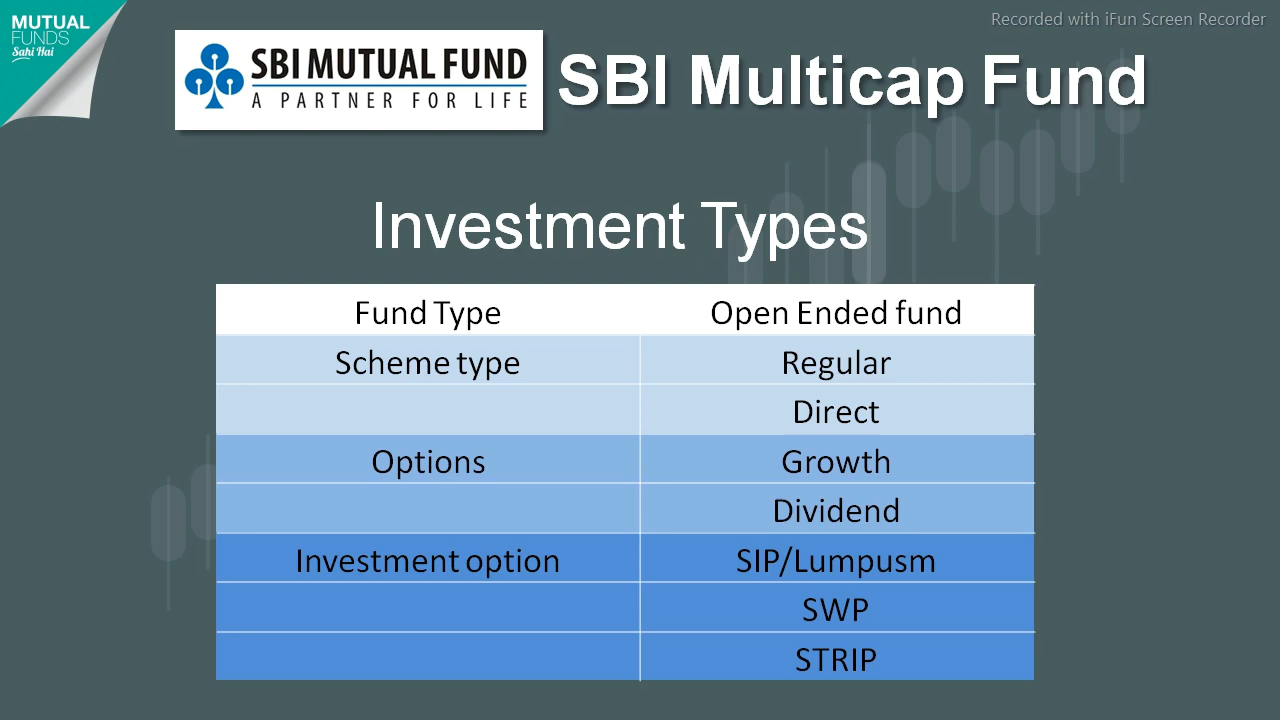 MUTUAL
FUNDS
Sahi Hai
Recorded with iFun Screen Recorder
SBI MUTUAL FUND
A PARTNER FOR LIFE
SBI Multicap Fund
Investment Types
Fund Type Open Ended fund
Scheme type Regular
Direct
Options Growth
Dividend
Investment option SIP/Lumpusm
SWP
STRIP